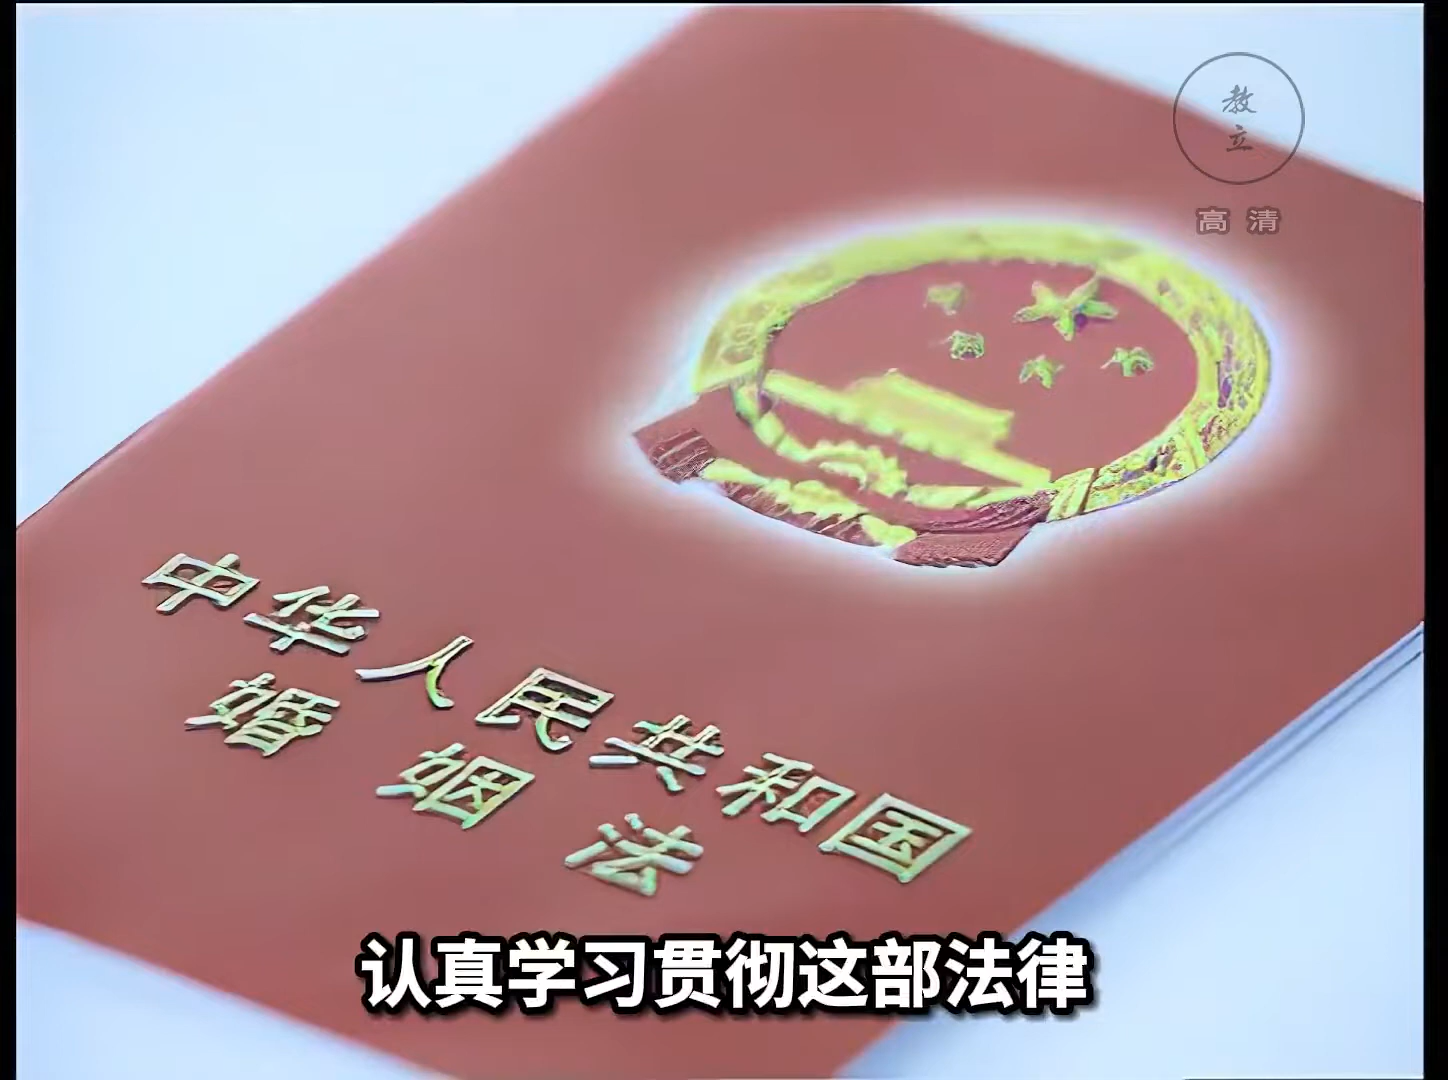 教
立
高清
中华人民共和国
婚姻法
认真学习贯彻这部法律